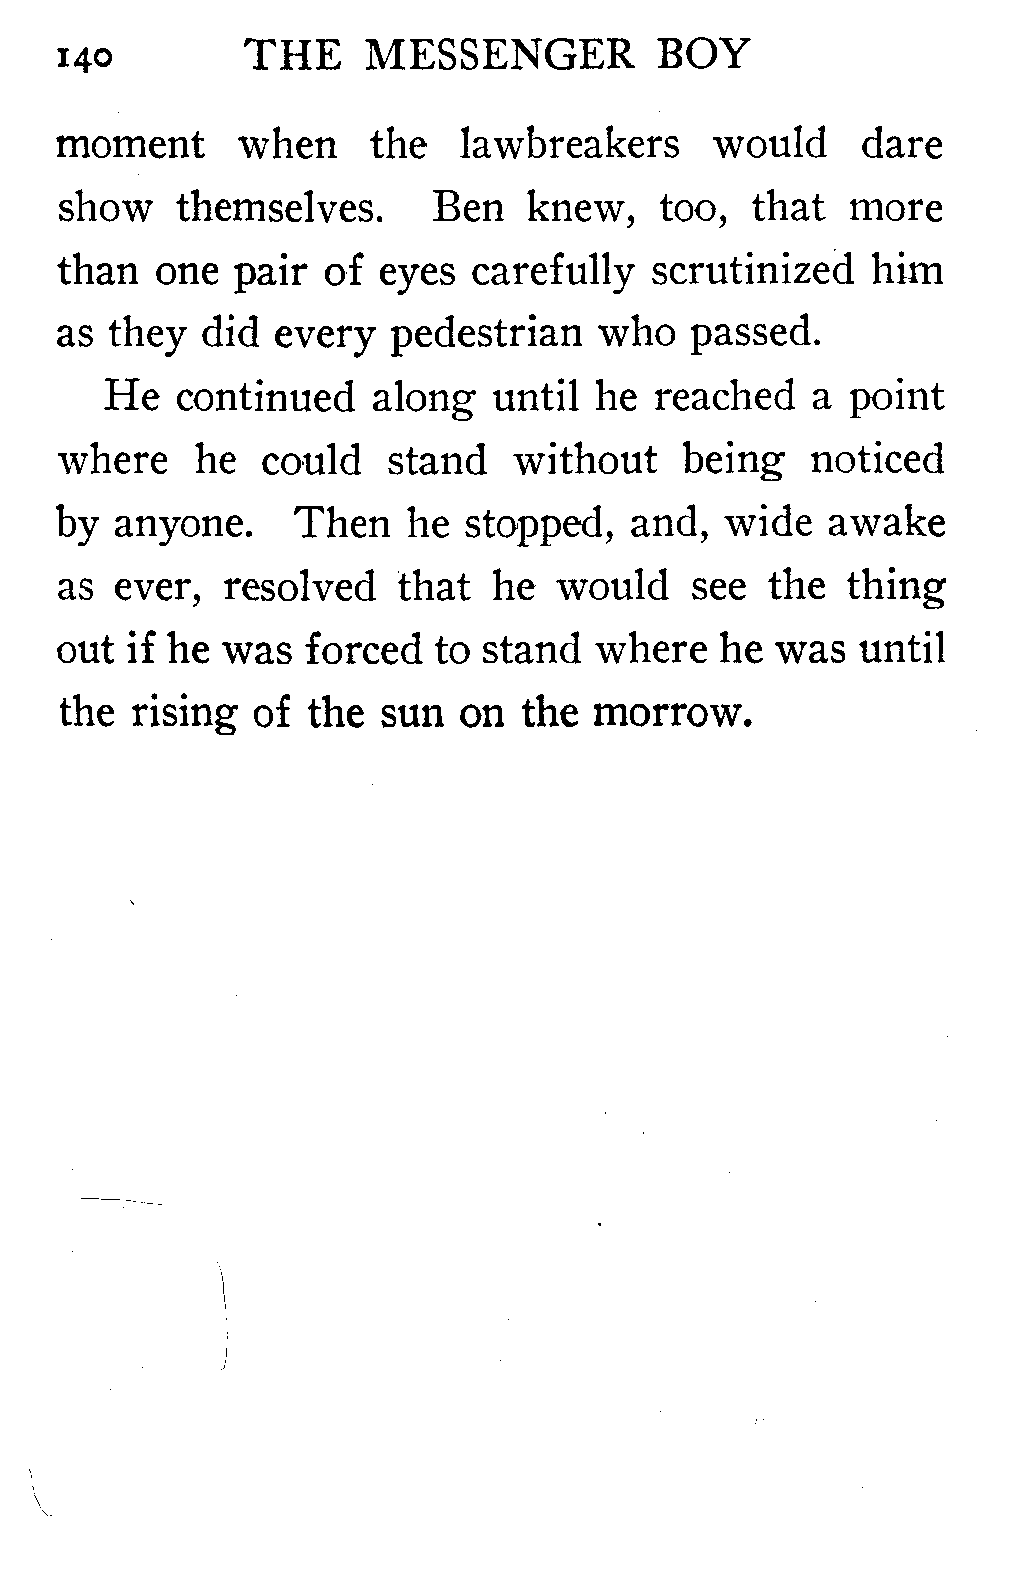 140 THE MESSENGER BOY
moment when the lawbreakers would dare
show themselves. Ben knew, too, that more
than one pair of eyes carefully scrutinized him
as they did every pedestrian who passed.
He continued along until he reached a point
where he could stand without being noticed
by anyone. Then he stopped, and, wide awake
as ever, resolved that he would see the thing
out if he was forced to stand where he was until
the rising of the sun on the morrow.